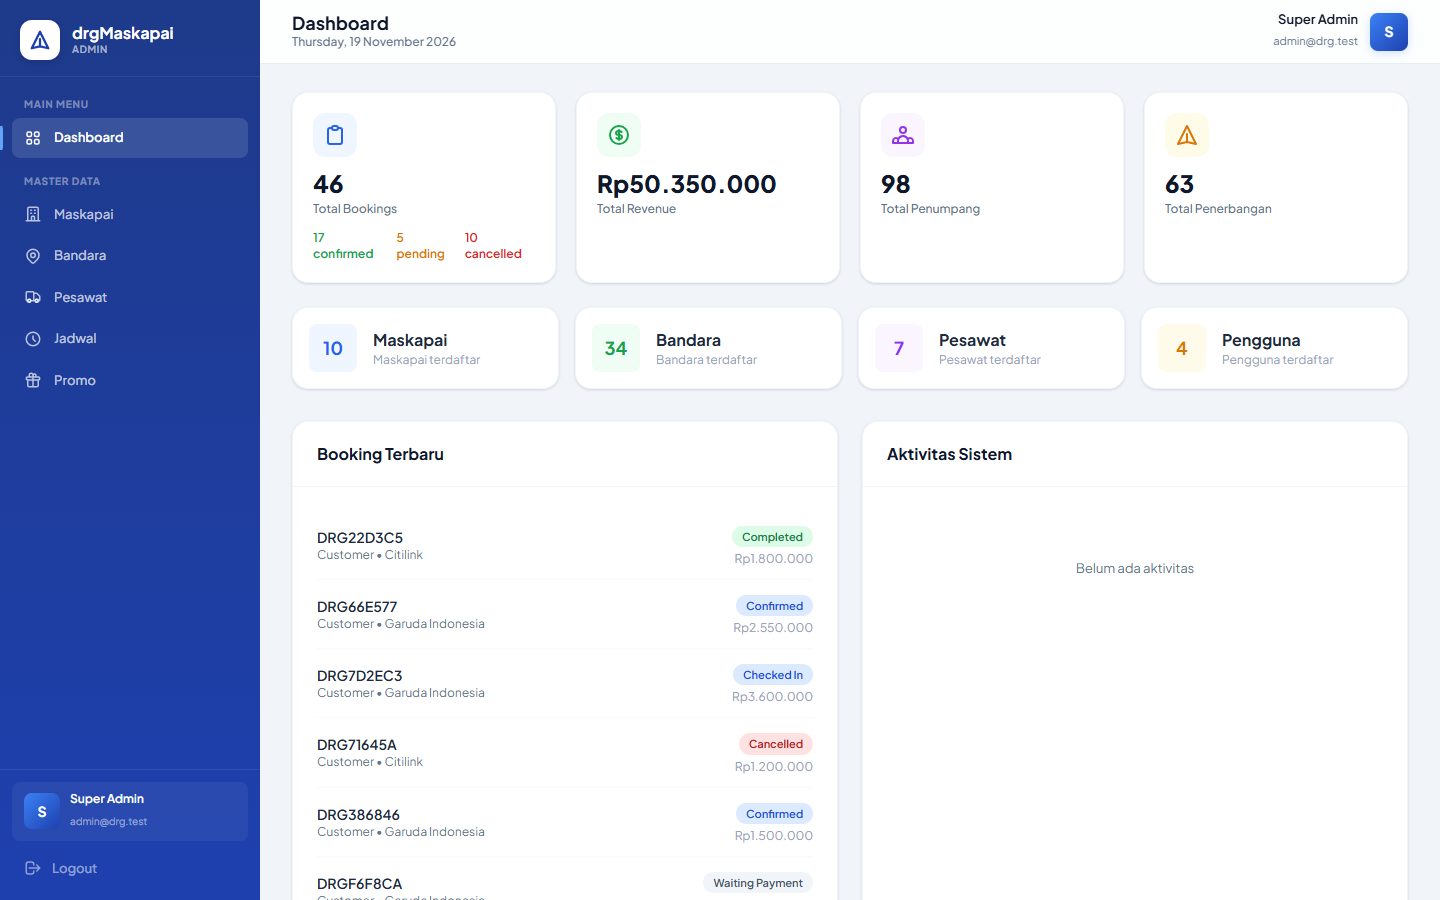 drgMaskapai
ADMIN
MAIN MENU
Dashboard
MASTER DATA
Maskapai
Bandara
Pesawat
Jadwal
Promo
S
Super Admin
admin@drg.test
Logout
Dashboard
Thursday, 19 November 2026
Super Admin
admin@drg.test
S
46
Total Bookings
17 confirmed
5 pending
10 cancelled
Rp50.350.000
Total Revenue
98
Total Penumpang
63
Total Penerbangan
10
Maskapai
Maskapai terdaftar
34
Bandara
Bandara terdaftar
7
Pesawat
Pesawat terdaftar
4
Pengguna
Pengguna terdaftar
Booking Terbaru
DRG22D3C5
Customer • Citilink
Completed
Rp1.800.000
DRG66E577
Customer • Garuda Indonesia
Confirmed
Rp2.550.000
DRG7D2EC3
Customer • Garuda Indonesia
Checked In
Rp3.600.000
DRG71645A
Customer • Citilink
Cancelled
Rp1.200.000
DRG386846
Customer • Garuda Indonesia
Confirmed
Rp1.500.000
DRGF6F8CA
Customer • Garuda Indonesia
Waiting Payment
Aktivitas Sistem
Belum ada aktivitas